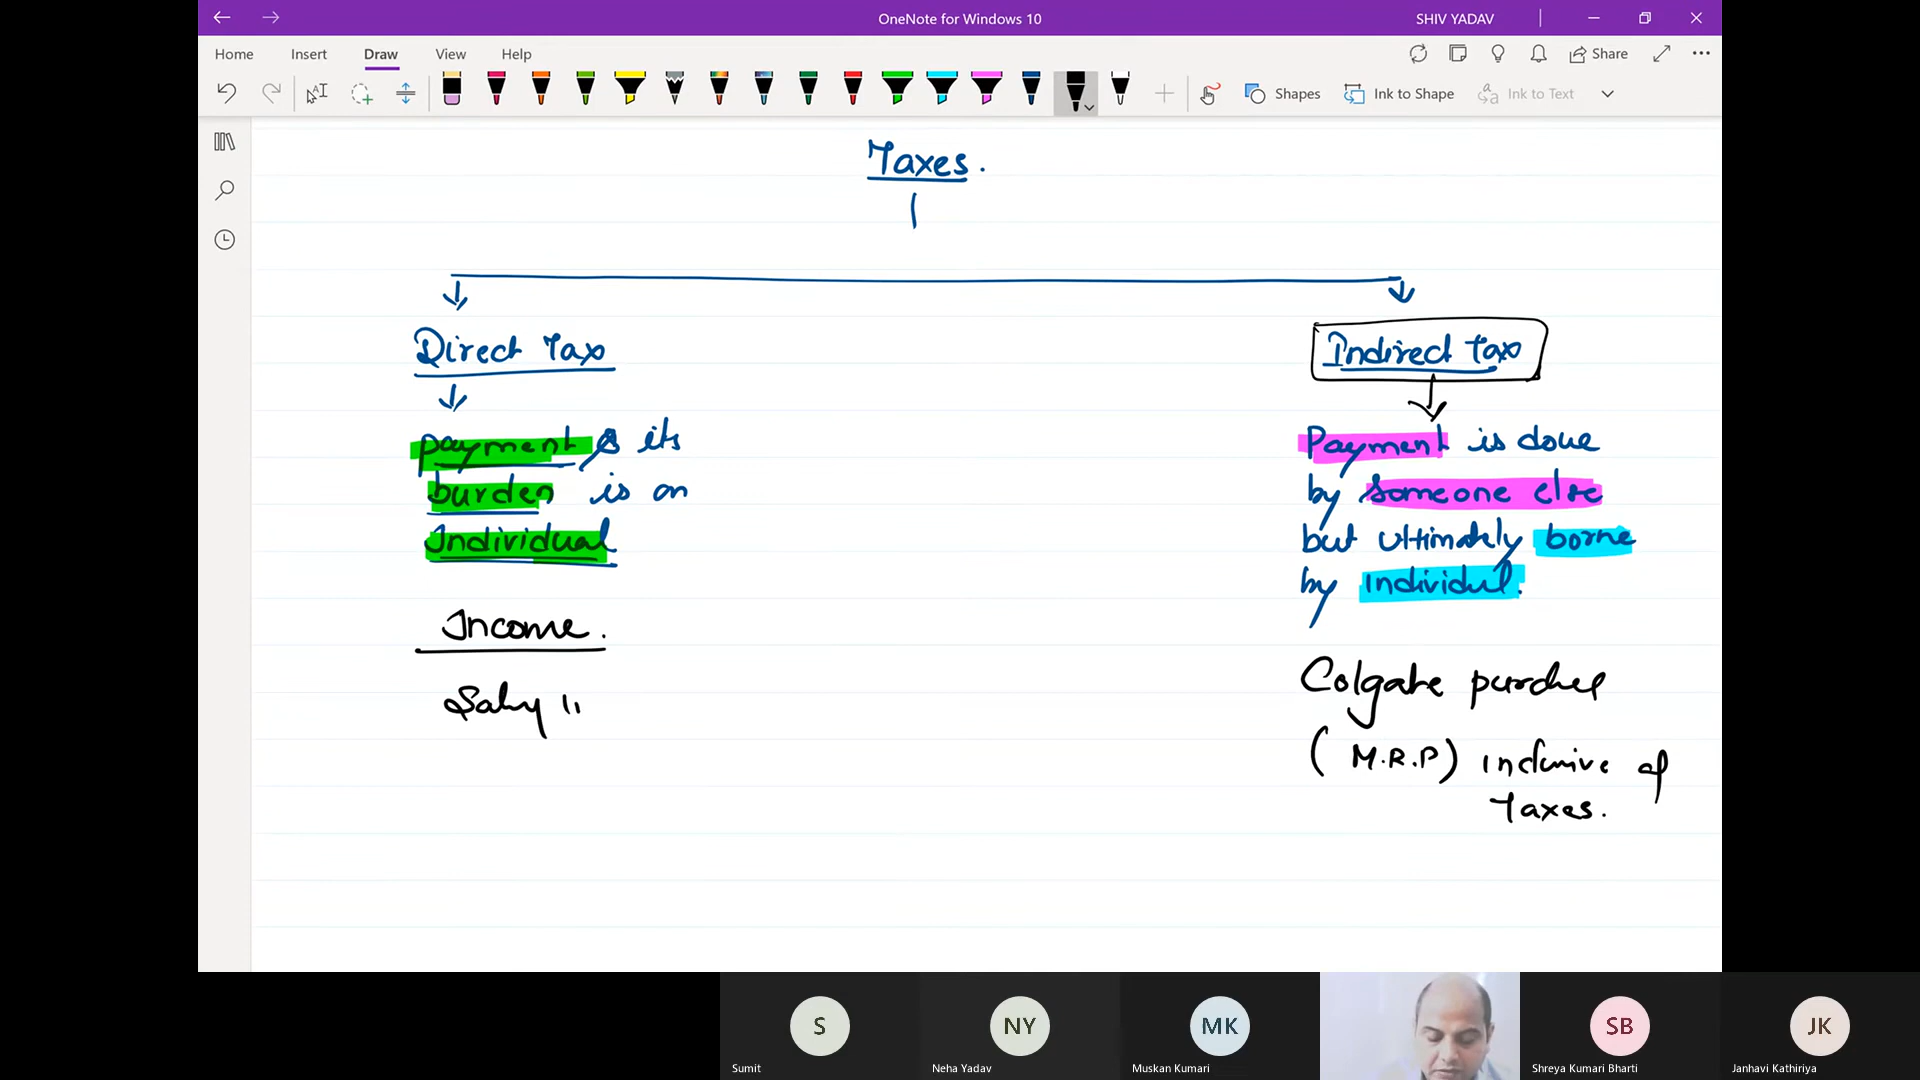 OneNote for Windows 10
SHIV YADAV
Home Insert Draw View Help
Share
Shapes
Ink to Shape
Ink to Text
Taxes.
Direct Tax
Indirect Tax
payment & its
burden is on
Individual
Payment is done
by someone else
but ultimately borne
by individul.
Income.
Colgate
(M.R.P) inclusive of
Taxes.
S
NY
MK
SB
JK
Sumit
Neha Yadav
Muskan Kumari
Shreya Kumari Bharti
Janhavi Kathiriya